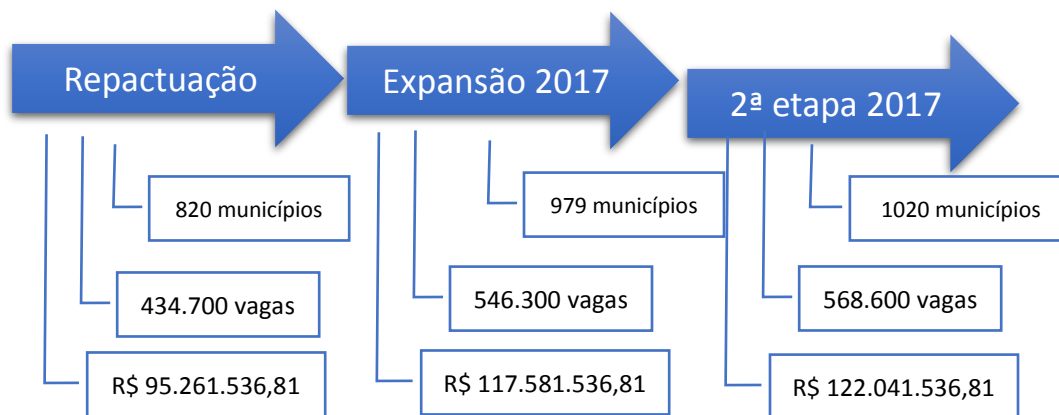 Repactuação
820 municípios
434.700 vagas
R$ 95.261.536,81
Expansão 2017
979 municípios
546.300 vagas
R$ 117.581.536,81
2ª etapa 2017
1020 municípios
568.600 vagas
R$ 122.041.536,81